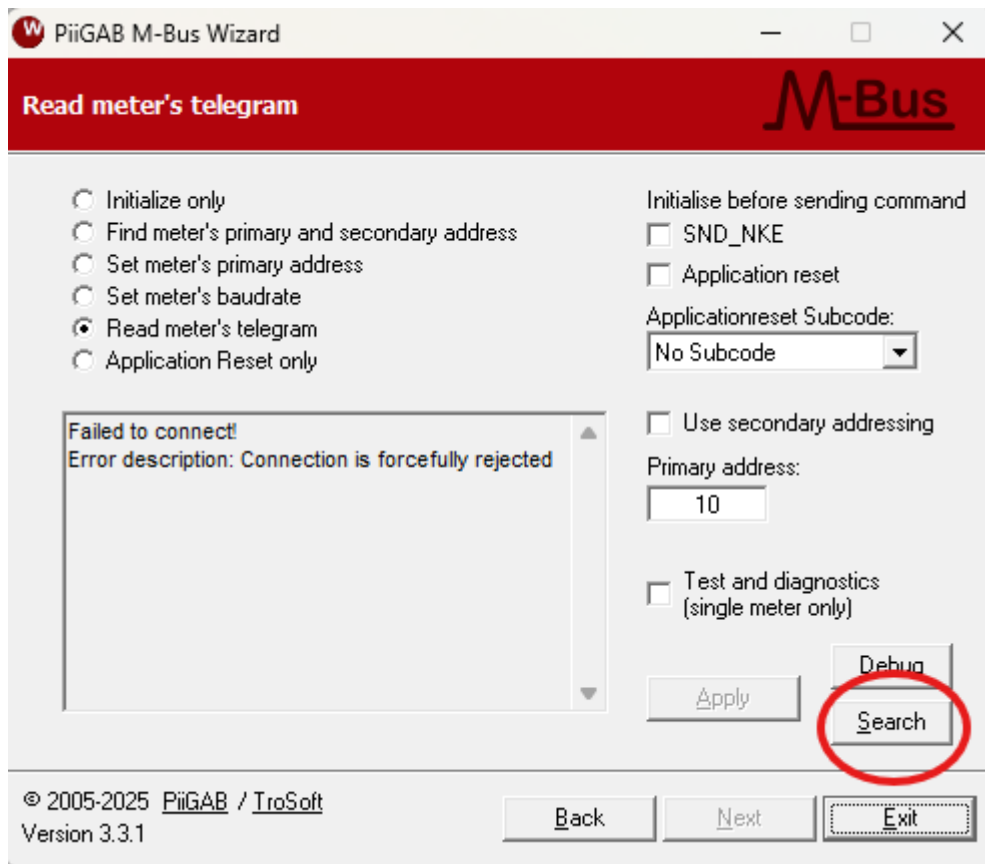 PiiGAB M-Bus Wizard
Read meter's telegram
M-Bus
Initialize only
Find meter's primary and secondary address
Set meter's primary address
Set meter's baudrate
Read meter's telegram
Application Reset only
Failed to connect!
Error description: Connection is forcefully rejected
Initialise before sending command
SND_NKE
Application reset
Applicationreset Subcode:
No Subcode
Use secondary addressing
Primary address:
10
Test and diagnostics
(single meter only)
Debug
Apply
Search
© 2005-2025 PiiGAB / TroSoft
Version 3.3.1
Back
Next
Exit